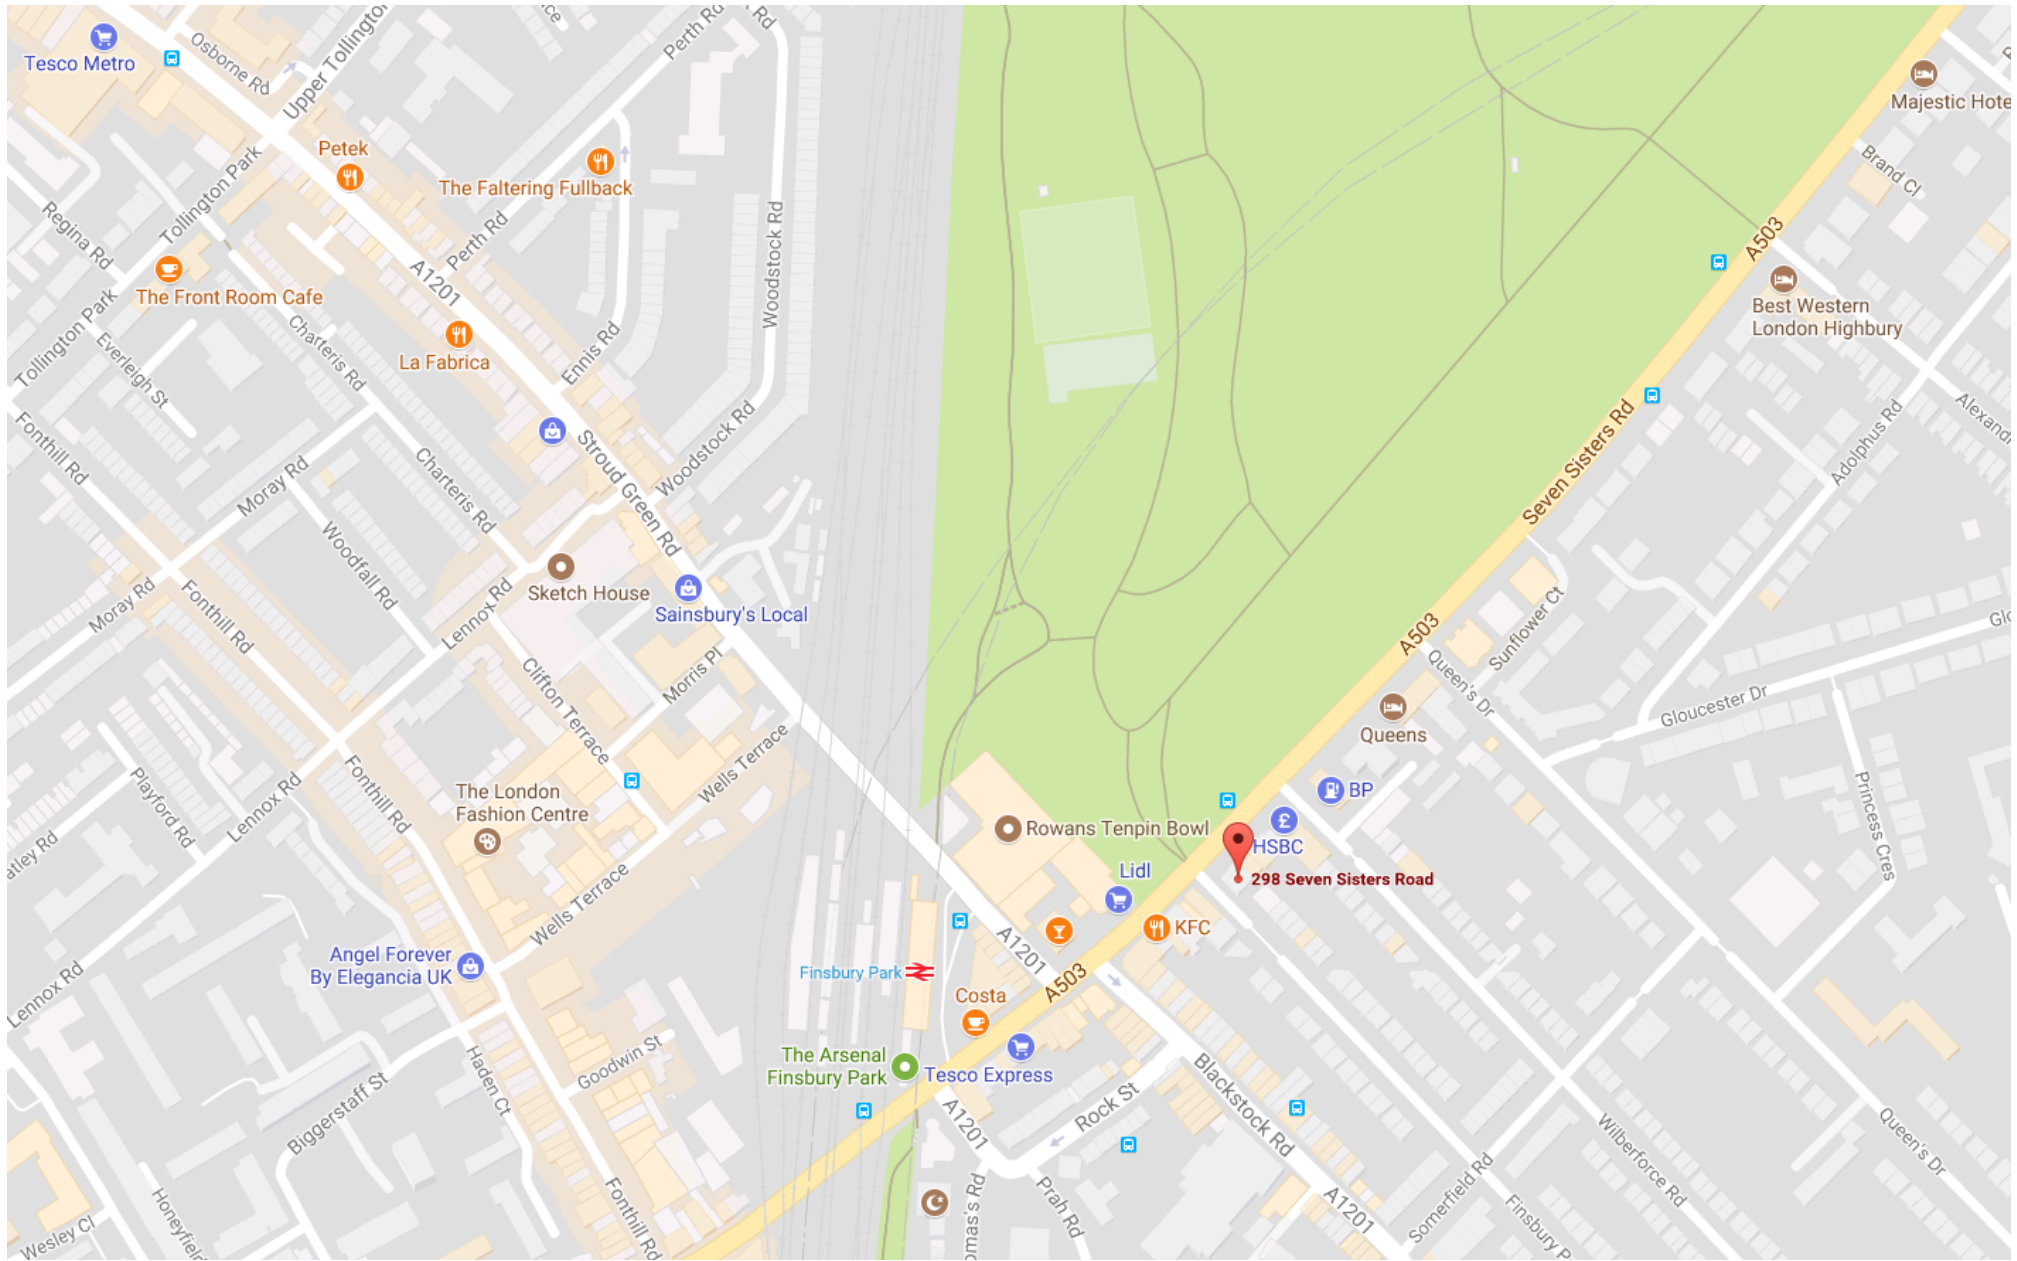 Tesco Metro
Osborne Rd
Upper Tollington
Perth Rd
Rd
Majestic Hote
Petek
The Faltering Fullback
Brand Cl
Regina Rd
Tollington Park
Perth Rd
Woodstock Rd
A503
A1201
The Front Room Cafe
Best Western
London Highbury
Tollington Park
Everleigh St
Charteris Rd
La Fabrica
Ennis Rd
Fonthill Rd
Stroud Green Rd
Woodstock Rd
Seven Sisters Rd
Adolphus Rd
Alexand
Moray Rd
Charteris Rd
Woodfall Rd
Sketch House
Sainsbury's Local
Moray Rd
Fonthill Rd
Lennox Rd
A503
Sunflower Ct
Queen's Dr
Morris Pl
Clifton Terrace
Gloucester Dr
Queens
Wells Terrace
Playford Rd
Lennox Rd
Fonthill Rd
The London
Fashion Centre
BP
Princess Cres
atley Rd
Rowans Tenpin Bowl
HSBC
Lidl
298 Seven Sisters Road
Wells Terrace
KFC
Angel Forever
By Elegancia UK
A1201
Finsbury Park
A503
Lennox Rd
Costa
The Arsenal
Finsbury Park
Tesco Express
Goodwin St
Haden Ct
Biggerstaff St
A1201
Rock St
Blackstock Rd
Wilberforce Rd
Queen's Dr
Honeyfield
Fonthill Rd
omas's Rd
Prah Rd
A1201
Somerfield Rd
Finsbury P
Wesley Cl